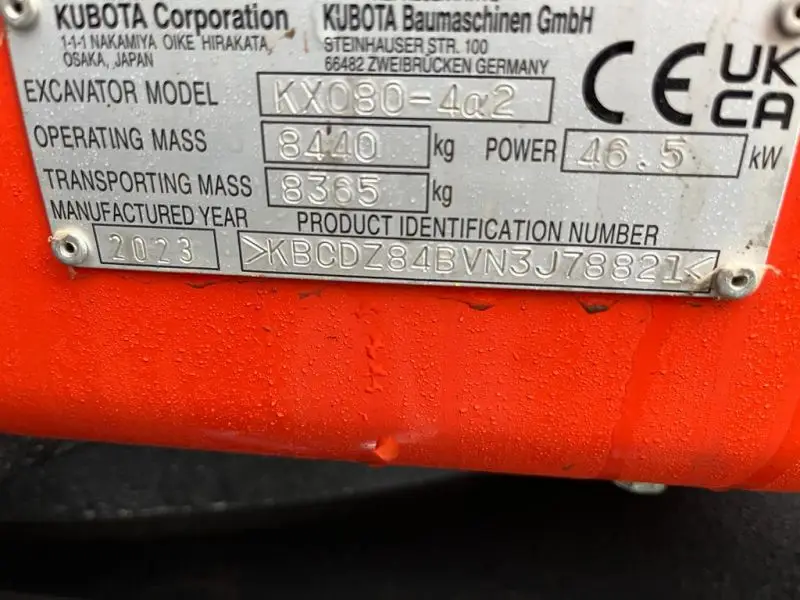 KUBOTA Corporation KUBOTA Baumaschinen GmbH
1-1-1 NAKAMIYA OIKE HIRAKATA, STEINHAUSER STR. 100
OSAKA, JAPAN 66482 ZWEIBRÜCKEN GERMANY
CE UK CA
EXCAVATOR MODEL KX080-4α2
OPERATING MASS 8440 kg POWER 46.5 kW
TRANSPORTING MASS 8365 kg
MANUFACTURED YEAR PRODUCT IDENTIFICATION NUMBER
2023 >KBCDZ84BVN3J78821<